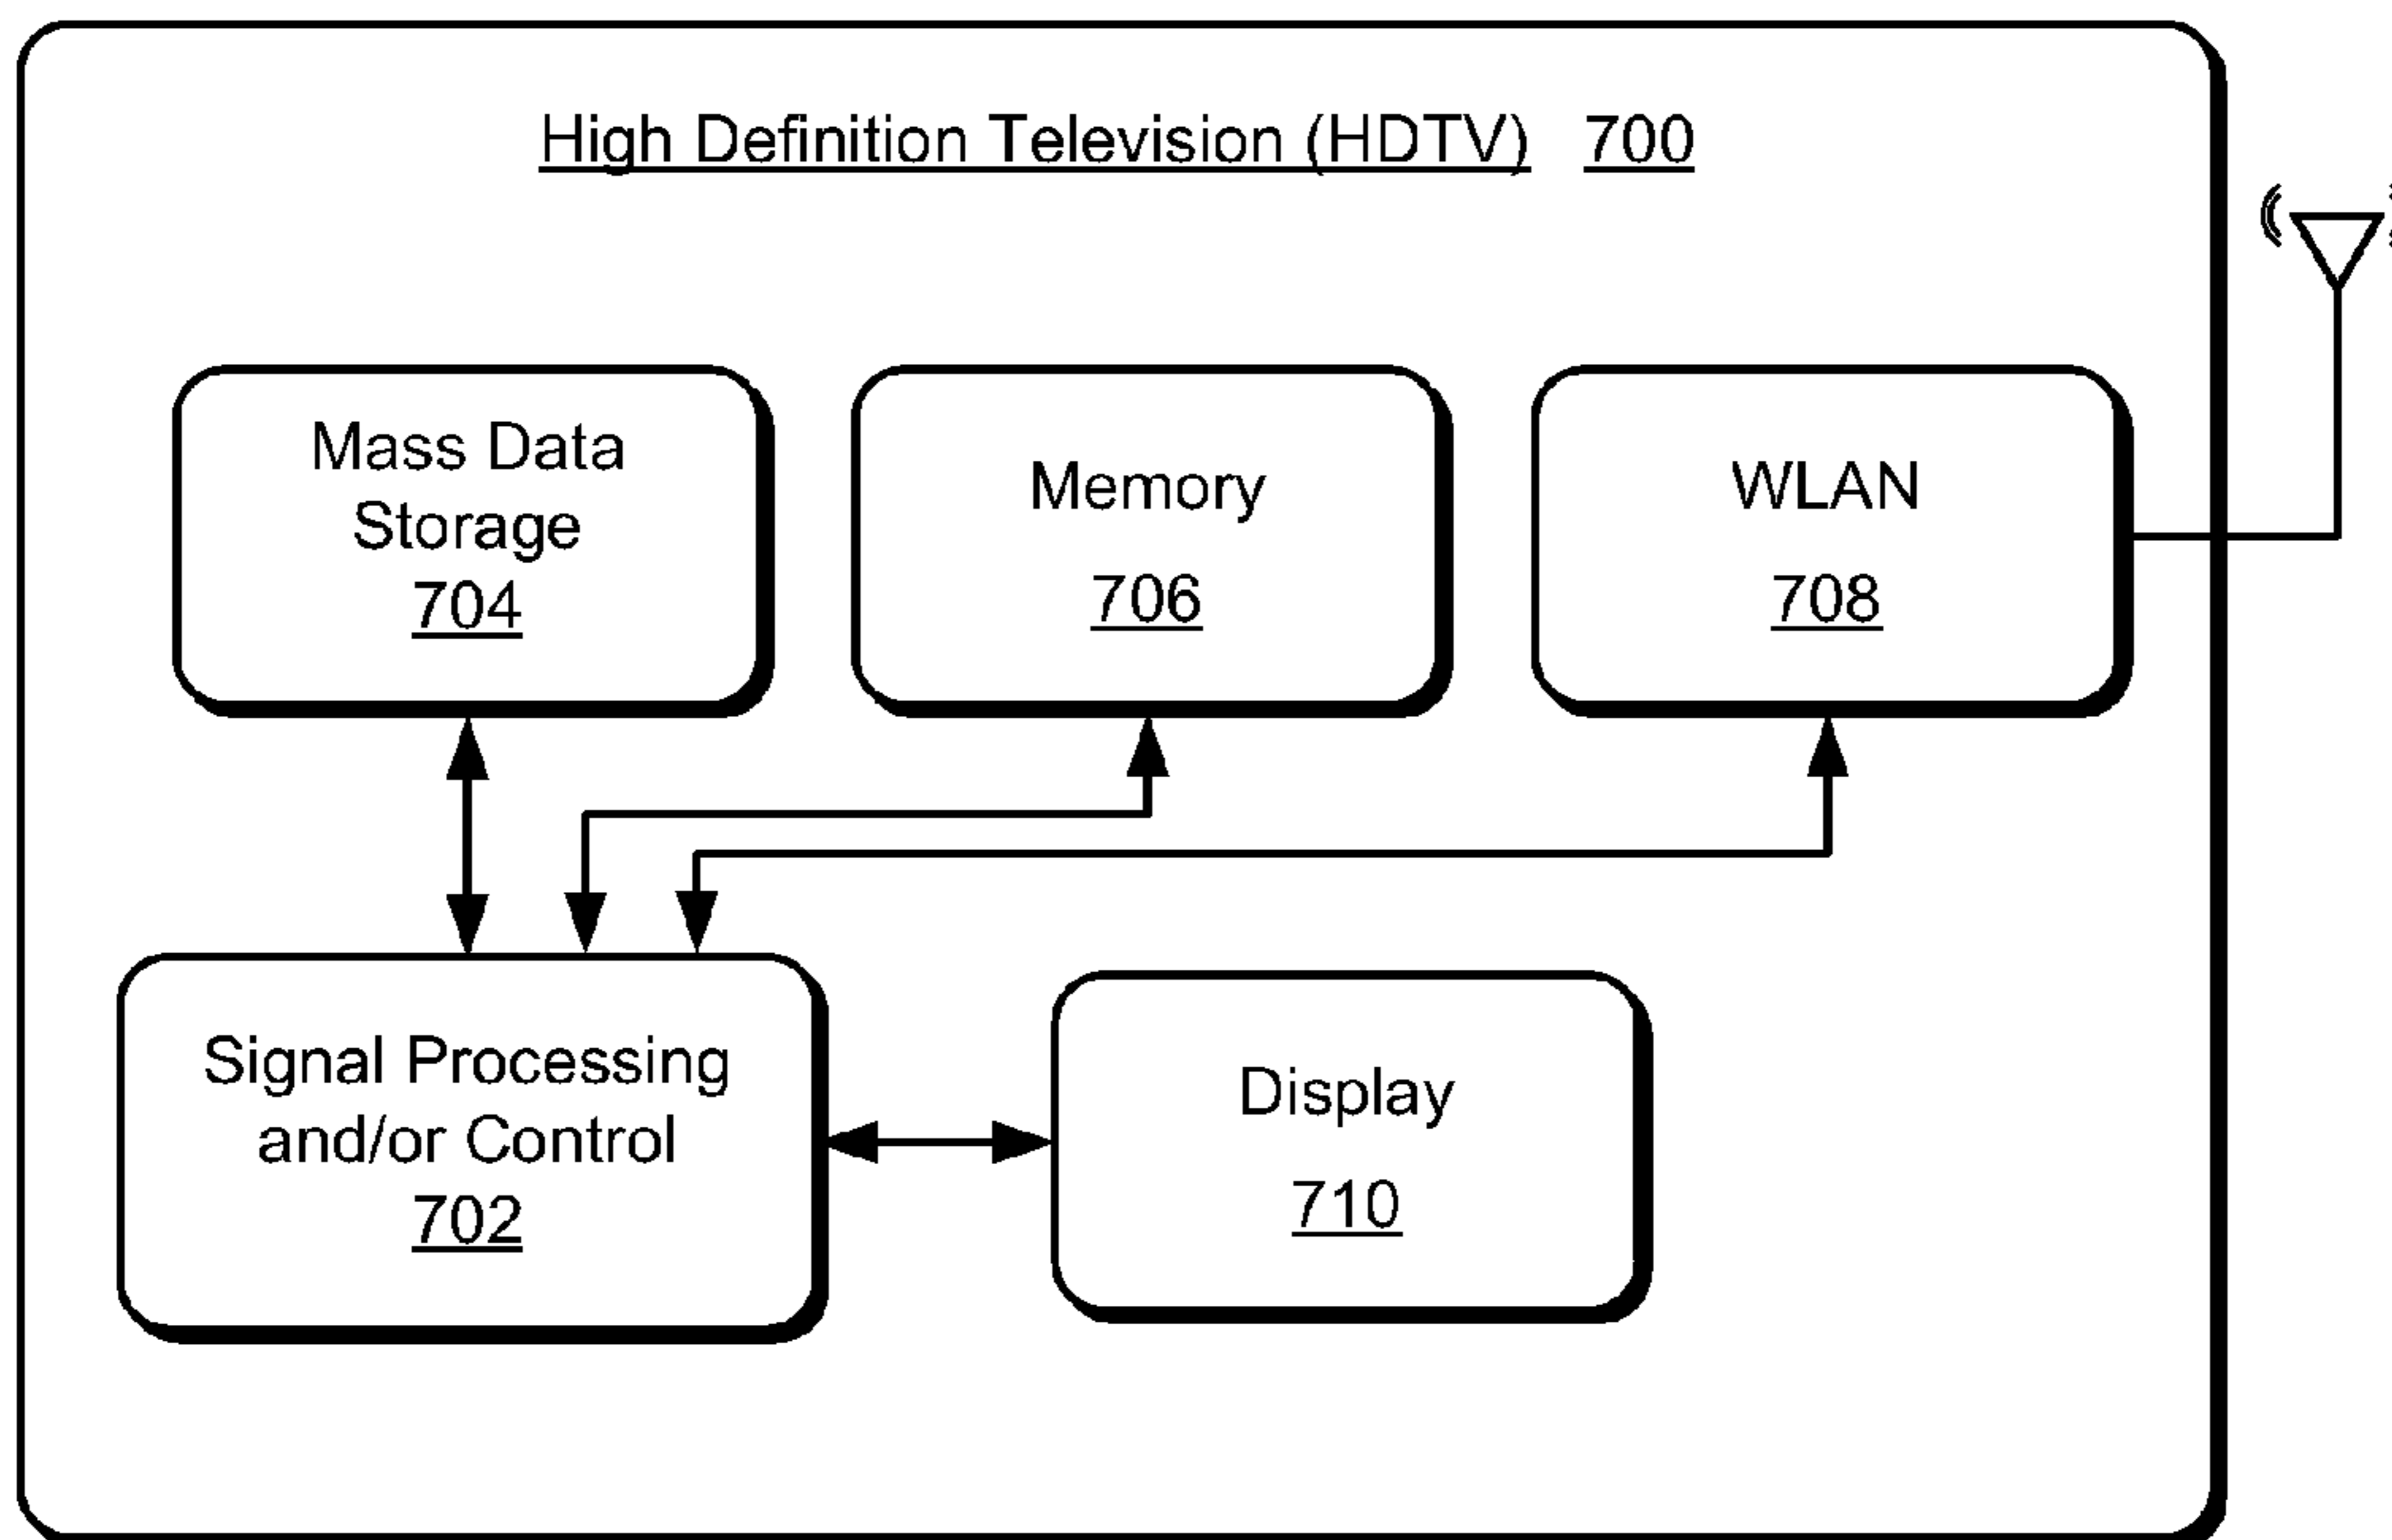 High Definition Television (HDTV) 700
Mass Data
Storage
704
Memory
706
WLAN
708
Signal Processing
and/or Control
702
Display
710